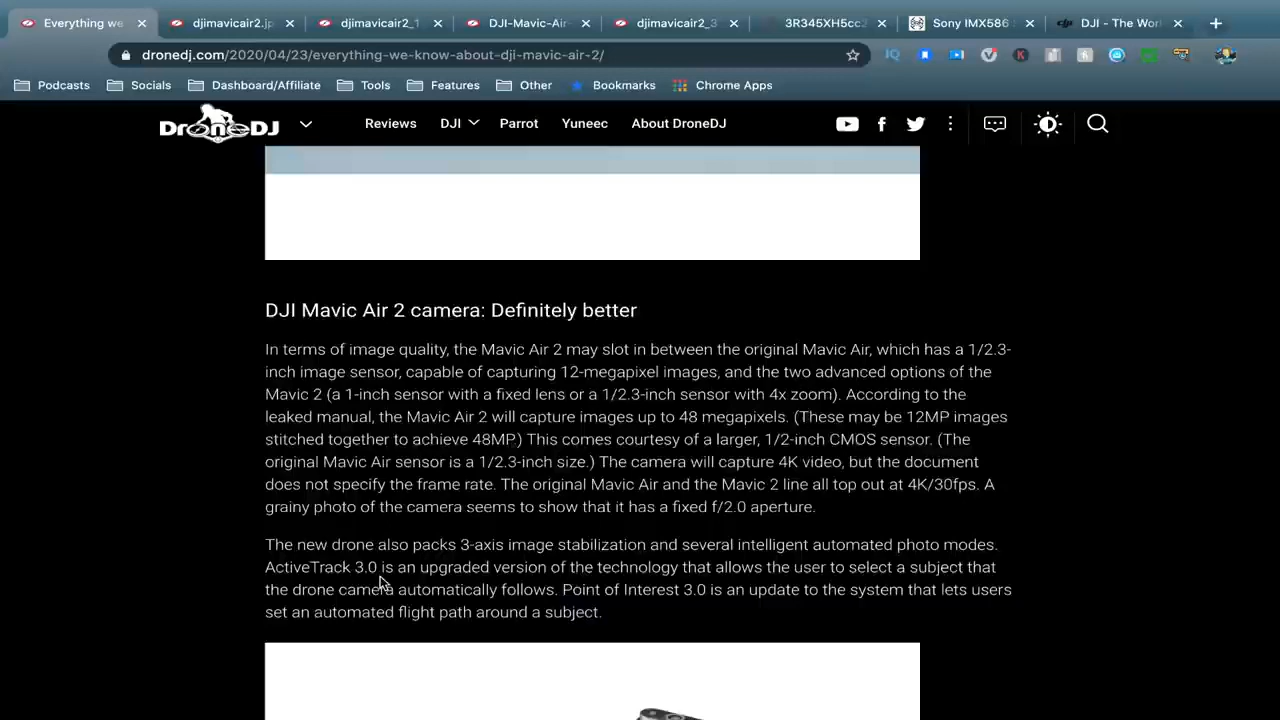 Everything we
djimavicair2.jp
djimavicair2_1
DJI-Mavic-Air-
djimavicair2_3
3R345XH5cc
Sony IMX586
DJI - The Worl
dronedj.com/2020/04/23/everything-we-know-about-dji-mavic-air-2/
Podcasts
Socials
Dashboard/Affiliate
Tools
Features
Other
Bookmarks
Chrome Apps
DroneDJ
Reviews
DJI
Parrot
Yuneec
About DroneDJ
DJI Mavic Air 2 camera: Definitely better
In terms of image quality, the Mavic Air 2 may slot in between the original Mavic Air, which has a 1/2.3-
inch image sensor, capable of capturing 12-megapixel images, and the two advanced options of the
Mavic 2 (a 1-inch sensor with a fixed lens or a 1/2.3-inch sensor with 4x zoom). According to the
leaked manual, the Mavic Air 2 will capture images up to 48 megapixels. (These may be 12MP images
stitched together to achieve 48MP.) This comes courtesy of a larger, 1/2-inch CMOS sensor. (The
original Mavic Air sensor is a 1/2.3-inch size.) The camera will capture 4K video, but the document
does not specify the frame rate. The original Mavic Air and the Mavic 2 line all top out at 4K/30fps. A
grainy photo of the camera seems to show that it has a fixed f/2.0 aperture.
The new drone also packs 3-axis image stabilization and several intelligent automated photo modes.
ActiveTrack 3.0 is an upgraded version of the technology that allows the user to select a subject that
the drone camera automatically follows. Point of Interest 3.0 is an update to the system that lets users
set an automated flight path around a subject.